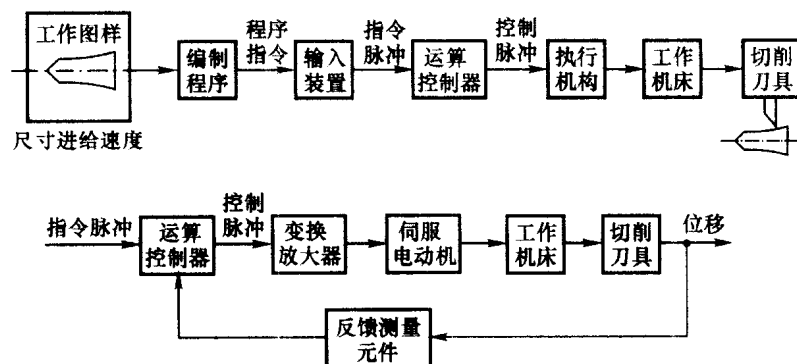 工作图样
尺寸进给速度
编制
程序
程序
指令
输入
装置
指令
脉冲
运算
控制器
控制
脉冲
执行
机构
工作
机床
切削
刀具
指令脉冲
运算
控制器
控制
脉冲
变换
放大器
伺服
电动机
工作
机床
切削
刀具
位移
反馈测量
元件